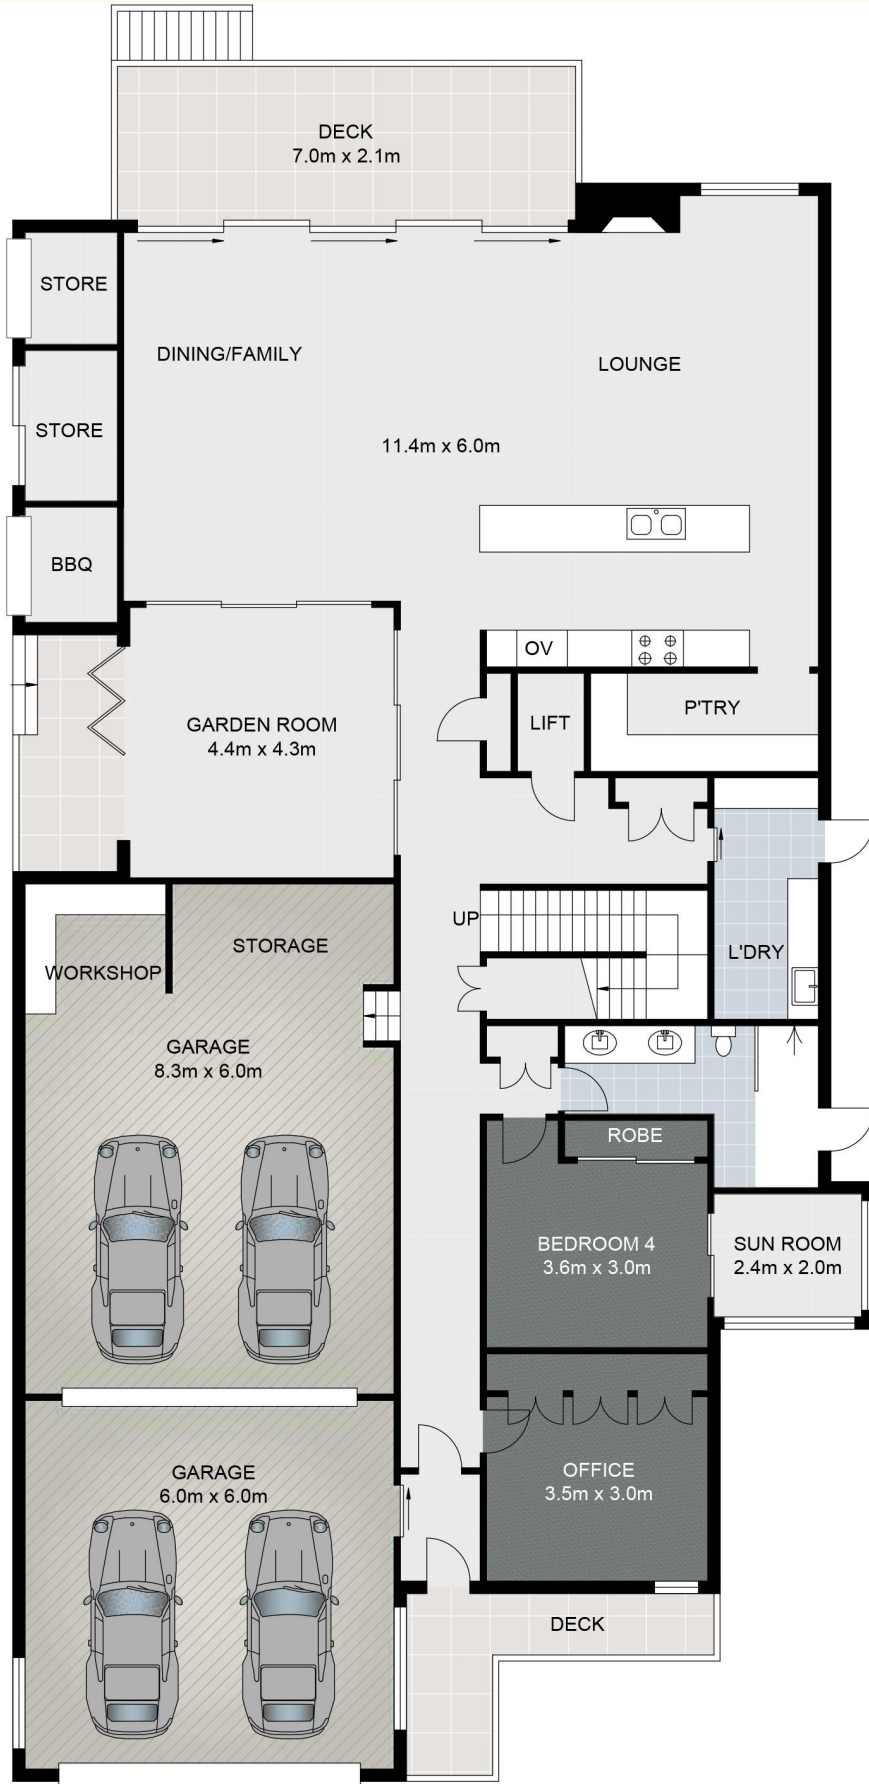 DECK
7.0m x 2.1m
STORE
DINING/FAMILY
LOUNGE
STORE
11.4m x 6.0m
BBQ
OV
P'TRY
LIFT
GARDEN ROOM
4.4m x 4.3m
UP
STORAGE
L'DRY
WORKSHOP
GARAGE
8.3m x 6.0m
ROBE
BEDROOM 4
3.6m x 3.0m
SUN ROOM
2.4m x 2.0m
GARAGE
6.0m x 6.0m
OFFICE
3.5m x 3.0m
DECK